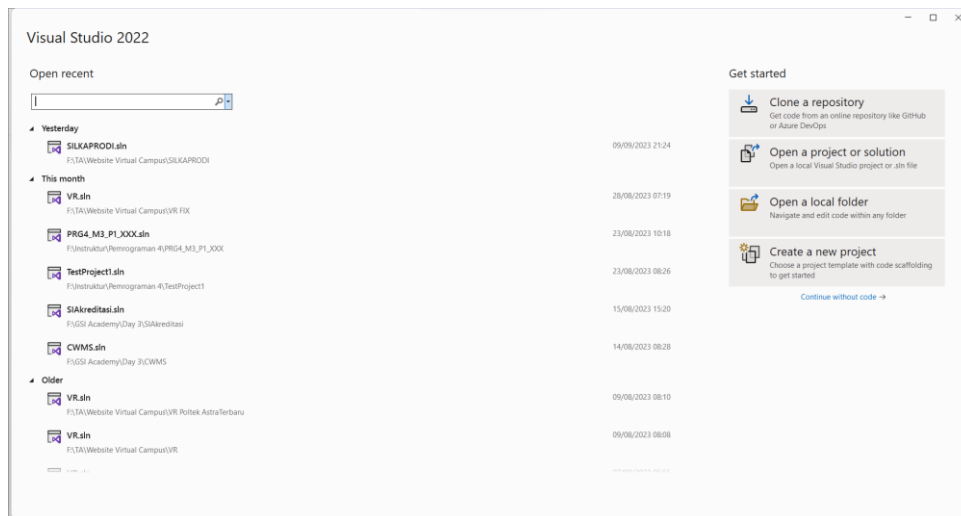 Visual Studio 2022
Open recent
Yesterday
SILKAPRODI.sln
09/09/2023 21:24
F:\TA\Website Virtual Campus\SILKAPRODI
This month
VR.sln
28/08/2023 07:19
F:\TA\Website Virtual Campus\VR FIX
PRG4_M3_P1_XXX.sln
23/08/2023 10:18
F:\Instruktur\Pemrograman 4\PRG4_M3_P1_XXX
TestProject1.sln
23/08/2023 08:26
F:\Instruktur\Pemrograman 4\TestProject1
SIAkreditasi.sln
15/08/2023 15:20
F:\GSI Academy\Day 3\SIAkreditasi
CWMS.sln
14/08/2023 08:28
F:\GSI Academy\Day 3\CWMS
Older
VR.sln
09/08/2023 08:10
F:\TA\Website Virtual Campus\VR Poltek AstraTerbaru
VR.sln
09/08/2023 08:08
F:\TA\Website Virtual Campus\VR
Get started
Clone a repository
Get code from an online repository like GitHub
or Azure DevOps
Open a project or solution
Open a local Visual Studio project or .sln file
Open a local folder
Navigate and edit code within any folder
Create a new project
Choose a project template with code scaffolding
to get started
Continue without code →